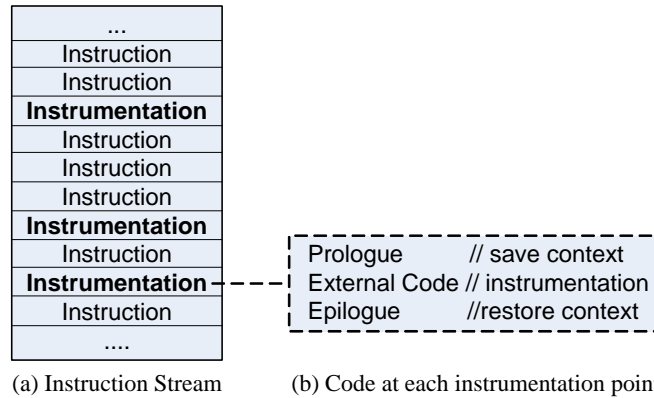 ...
Instruction
Instruction
Instrumentation
Instruction
Instruction
Instruction
Instrumentation
Instruction
Instrumentation
Instruction
....
Prologue // save context
External Code // instrumentation
Epilogue //restore context
(a) Instruction Stream
(b) Code at each instrumentation poin